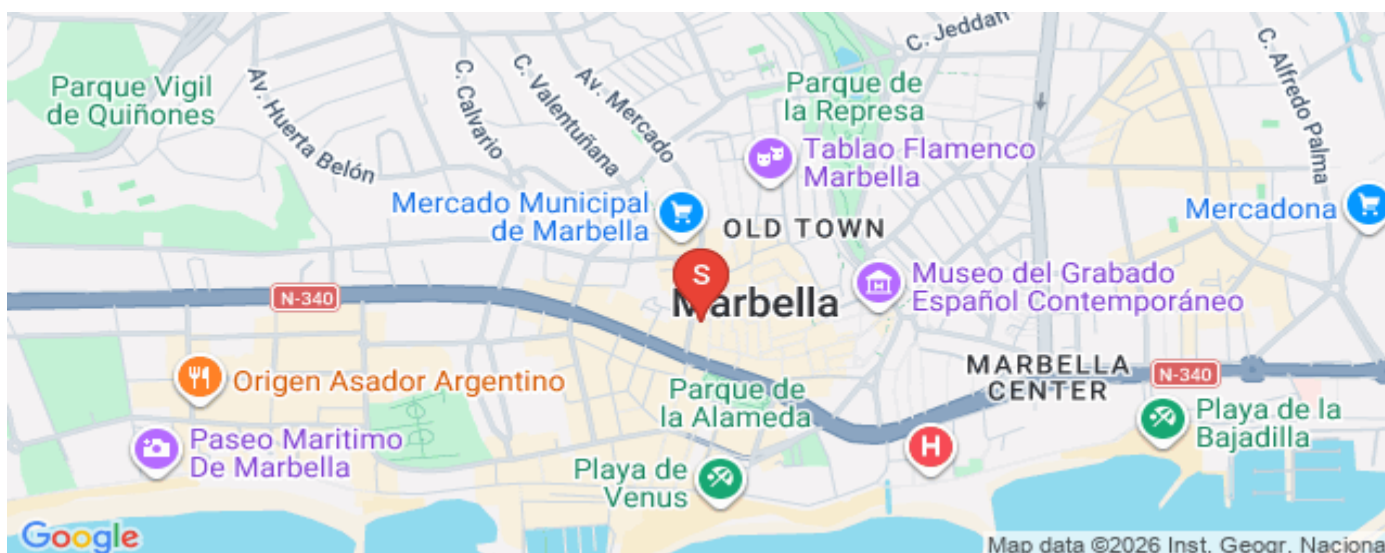 C. Jeddah
Parque Vigil
de Quiñones
Av. Huerta Belón
C. Calvario
C. Valentuñana
Av. Mercado
Parque de
la Represa
C. Alfredo Palma
Tablao Flamenco
Marbella
Mercado Municipal
de Marbella
OLD TOWN
Mercadona
S
Marbella
Museo del Grabado
Español Contemporáneo
N-340
Origen Asador Argentino
MARBELLA
CENTER
N-340
Parque de
la Alameda
Playa de la
Bajadilla
Paseo Maritimo
De Marbella
H
Playa de
Venus
Google
Map data ©2026 Inst. Geogr. Naciona